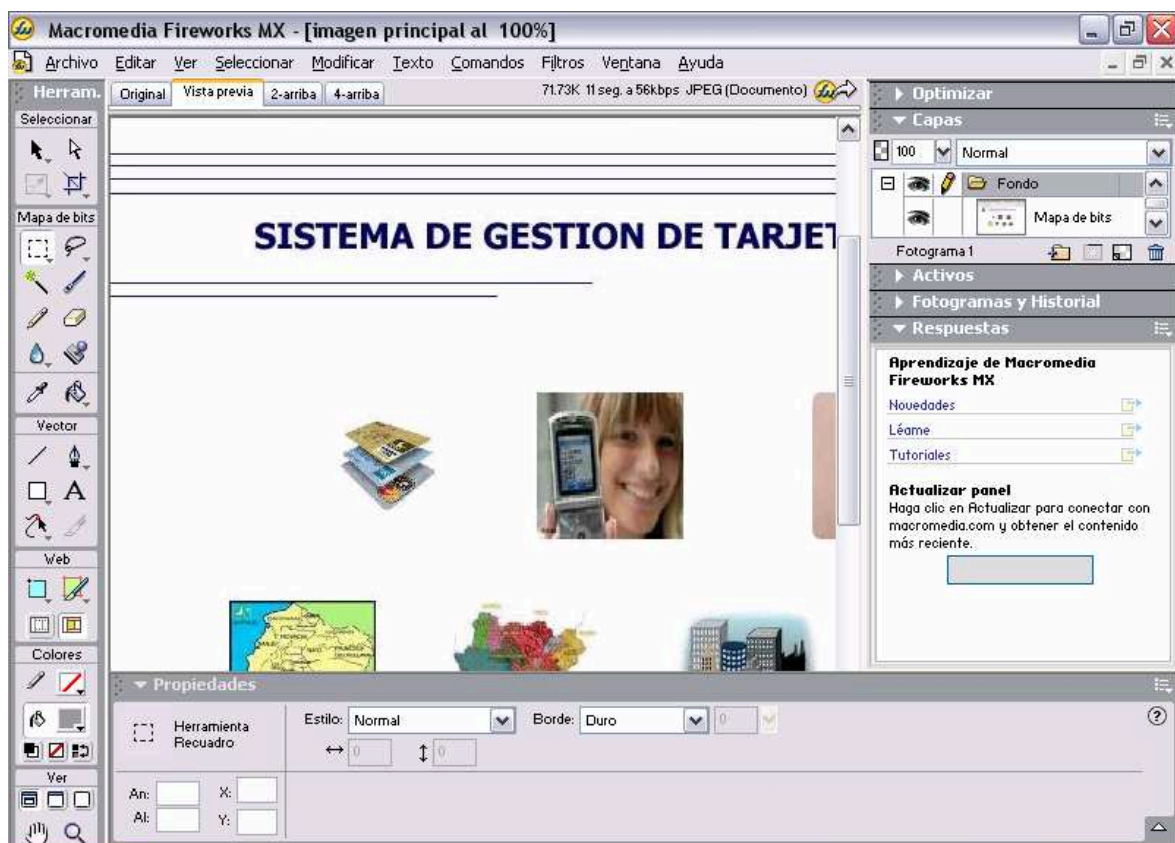 Macromedia Fireworks MX - [imagen principal al 100%]
Archivo Editar Ver Seleccionar Modificar Texto Comandos Filtros Ventana Ayuda
Herram.
Original Vista previa 2-arriba 4-arriba 71.73K 11 seg. a 56kbps JPEG (Documento)
Seleccionar
Mapa de bits
Vector
Web
Colores
Ver
SISTEMA DE GESTION DE TARJET
Optimizar
Capas
100 Normal
Fondo
Mapa de bits
Fotograma 1
Activos
Fotogramas y Historial
Respuestas
Aprendizaje de Macromedia
Fireworks MX
Novedades
Léame
Tutoriales
Actualizar panel
Haga clic en Actualizar para conectar con
macromedia.com y obtener el contenido
más reciente.
Propiedades
Herramienta
Recuadro
Estilo: Normal Borde: Duro 0
0 0
An: X:
Al: Y: